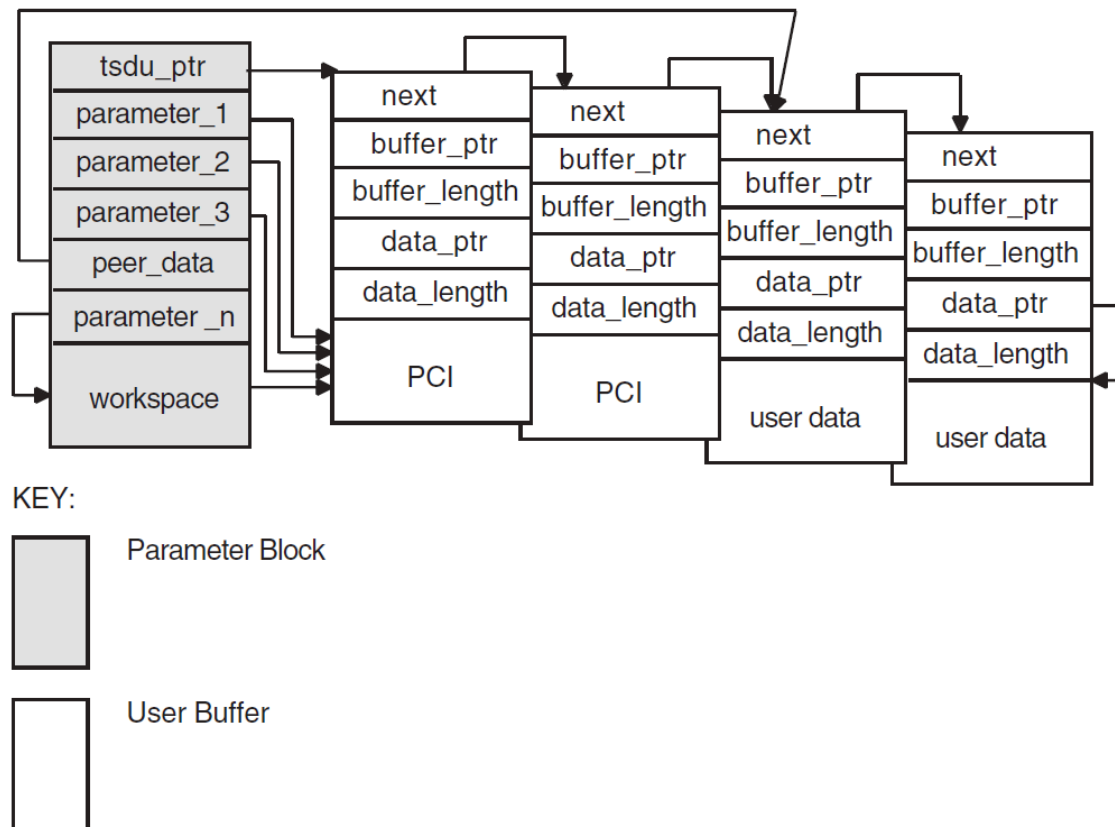 tsdu_ptr
parameter_1
parameter_2
parameter_3
peer_data
parameter _n
workspace
next
buffer_ptr
buffer_length
data_ptr
data_length
PCI
next
buffer_ptr
buffer_length
data_ptr
data_length
PCI
next
buffer_ptr
buffer_length
data_ptr
data_length
user data
next
buffer_ptr
buffer_length
data_ptr
data_length
user data
KEY:
Parameter Block
User Buffer